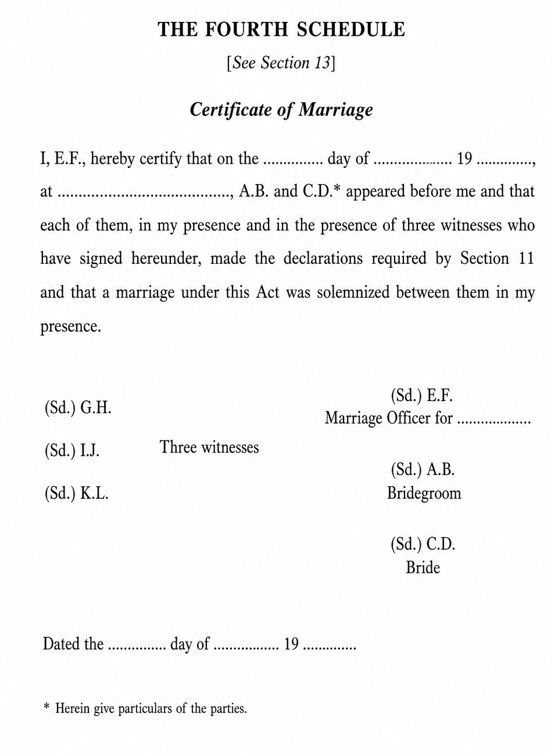 THE FOURTH SCHEDULE
[See Section 13]
Certificate of Marriage
I, E.F., hereby certify that on the ............... day of .................... 19 ..............,
at .........................................., A.B. and C.D.* appeared before me and that
each of them, in my presence and in the presence of three witnesses who
have signed hereunder, made the declarations required by Section 11
and that a marriage under this Act was solemnized between them in my
presence.
(Sd.) G.H.
(Sd.) I.J.
Three witnesses
(Sd.) K.L.
(Sd.) E.F.
Marriage Officer for ...................
(Sd.) A.B.
Bridegroom
(Sd.) C.D.
Bride
Dated the ............... day of ................. 19 ..............
* Herein give particulars of the parties.